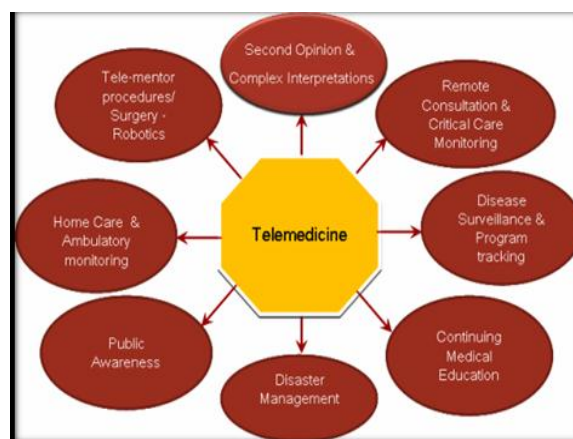 Second Opinion &
Complex Interpretations
Tele-mentor
procedures/
Surgery -
Robotics
Remote
Consultation &
Critical Care
Monitoring
Home Care &
Ambulatory
monitoring
Telemedicine
Disease
Surveillance &
Program
tracking
Public
Awareness
Disaster
Management
Continuing
Medical
Education